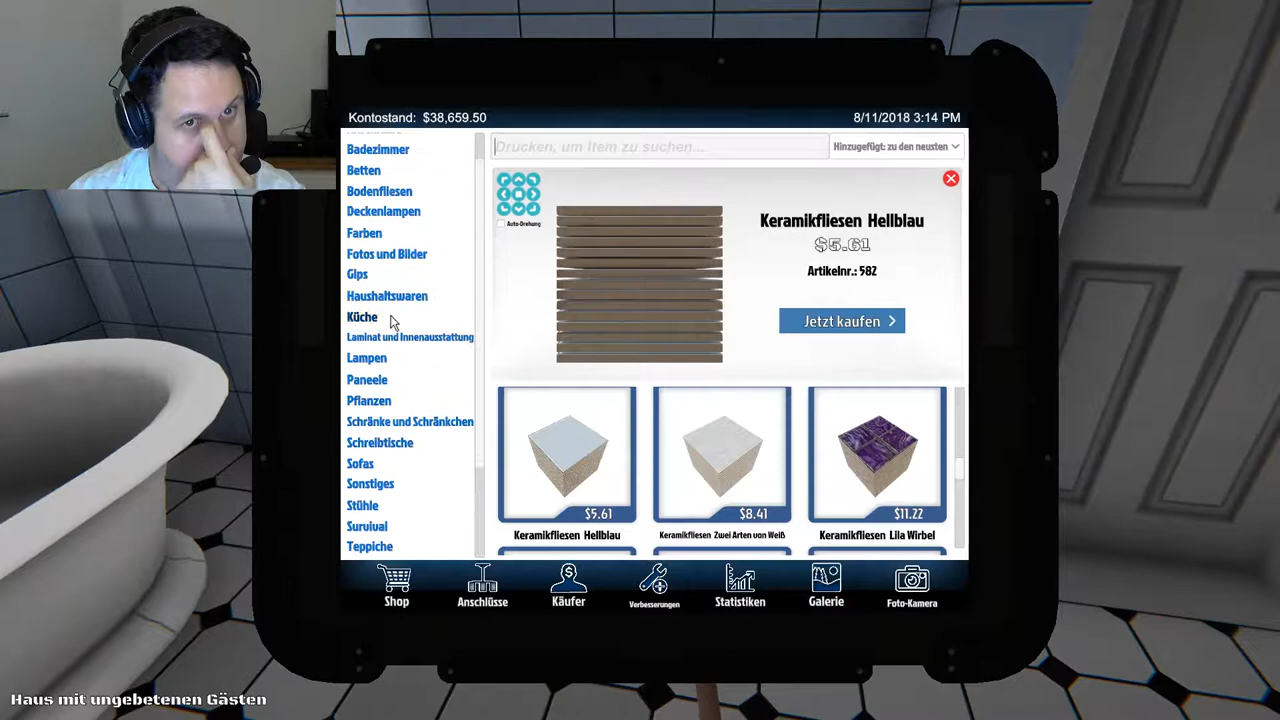 Kontostand: $38,659.50
8/11/2018 3:14 PM
Drucken, um Item zu suchen...
Hinzugefügt: zu den neusten
Badezimmer
Betten
Bodenfliesen
Deckenlampen
Farben
Fotos und Bilder
Gips
Haushaltswaren
Küche
Laminat und Innenausstattung
Lampen
Paneele
Pflanzen
Schränke und Schränkchen
Schreibtische
Sofas
Sonstiges
Stühle
Survival
Teppiche
Auto-Drehung
Keramikfliesen Hellblau
$5.61
Artikelnr.: 582
Jetzt kaufen
$5.61
$8.41
$11.22
Keramikfliesen Hellblau
Keramikfliesen Zwei Arten von Weiß
Keramikfliesen Lila Wirbel
Shop
Anschlüsse
Käufer
Verbesserungen
Statistiken
Galerie
Foto-Kamera
Haus mit ungebetenen Gästen